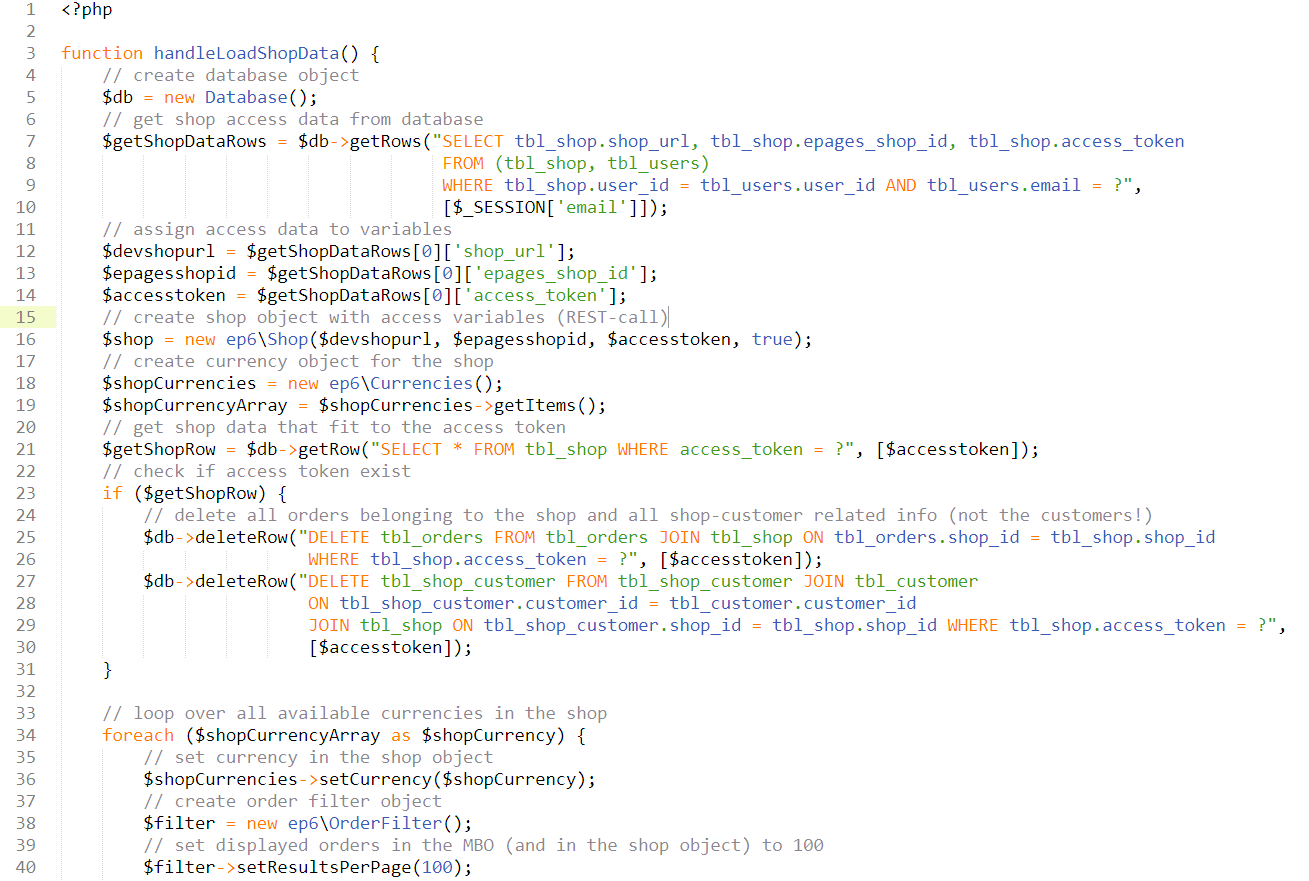 1 <?php
2
3 function handleLoadShopData() {
4     // create database object
5     $db = new Database();
6     // get shop access data from database
7     $getShopDataRows = $db->getRows("SELECT tbl_shop.shop_url, tbl_shop.epages_shop_id, tbl_shop.access_token
8                                      FROM (tbl_shop, tbl_users)
9                                      WHERE tbl_shop.user_id = tbl_users.user_id AND tbl_users.email = ?",
10                                     [$_SESSION['email']]);
11    // assign access data to variables
12    $devshopurl = $getShopDataRows[0]['shop_url'];
13    $epagesshopid = $getShopDataRows[0]['epages_shop_id'];
14    $accesstoken = $getShopDataRows[0]['access_token'];
15    // create shop object with access variables (REST-call)
16    $shop = new ep6\Shop($devshopurl, $epagesshopid, $accesstoken, true);
17    // create currency object for the shop
18    $shopCurrencies = new ep6\Currencies();
19    $shopCurrencyArray = $shopCurrencies->getItems();
20    // get shop data that fit to the access token
21    $getShopRow = $db->getRow("SELECT * FROM tbl_shop WHERE access_token = ?", [$accesstoken]);
22    // check if access token exist
23    if ($getShopRow) {
24        // delete all orders belonging to the shop and all shop-customer related info (not the customers!)
25        $db->deleteRow("DELETE tbl_orders FROM tbl_orders JOIN tbl_shop ON tbl_orders.shop_id = tbl_shop.shop_id
26                        WHERE tbl_shop.access_token = ?", [$accesstoken]);
27        $db->deleteRow("DELETE tbl_shop_customer FROM tbl_shop_customer JOIN tbl_customer
28                        ON tbl_shop_customer.customer_id = tbl_customer.customer_id
29                        JOIN tbl_shop ON tbl_shop_customer.shop_id = tbl_shop.shop_id WHERE tbl_shop.access_token = ?",
30                        [$accesstoken]);
31    }
32
33    // loop over all available currencies in the shop
34    foreach ($shopCurrencyArray as $shopCurrency) {
35        // set currency in the shop object
36        $shopCurrencies->setCurrency($shopCurrency);
37        // create order filter object
38        $filter = new ep6\OrderFilter();
39        // set displayed orders in the MBO (and in the shop object) to 100
40        $filter->setResultsPerPage(100);